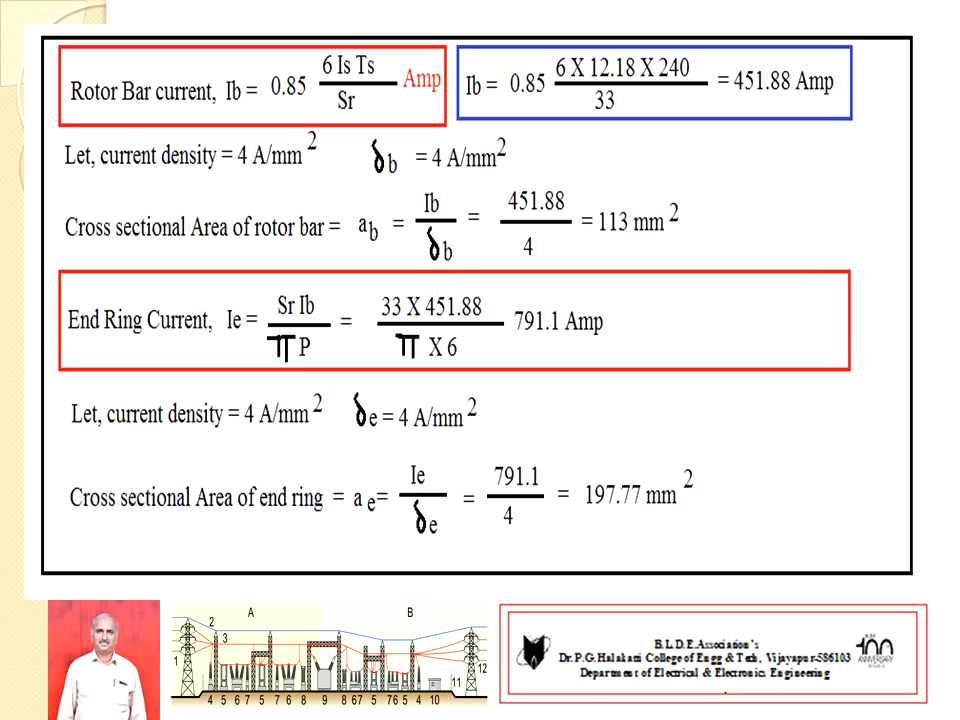 Rotor Bar current, Ib = 0.85 6 Is Ts / Sr Amp
Ib = 0.85 6 X 12.18 X 240 / 33 = 451.88 Amp
Let, current density = 4 A/mm 2 δb = 4 A/mm2
Cross sectional Area of rotor bar = ab = Ib / δb = 451.88 / 4 = 113 mm 2
End Ring Current, Ie = Sr Ib / π P = 33 X 451.88 / π X 6 791.1 Amp
Let, current density = 4 A/mm 2 δe = 4 A/mm 2
Cross sectional Area of end ring = a e = Ie / δe = 791.1 / 4 = 197.77 mm 2
A B
2
3
1
12
11
4 5 6 7 5 7 6 8 9 8 6 7 5 7 6 5 4 10
B.L.D.E.Association's
Dr.P.G.Halakatti College of Engg & Tech, Vijayapur-586103
Department of Electrical & Electronics Engineering
100
ANNIVERSARY